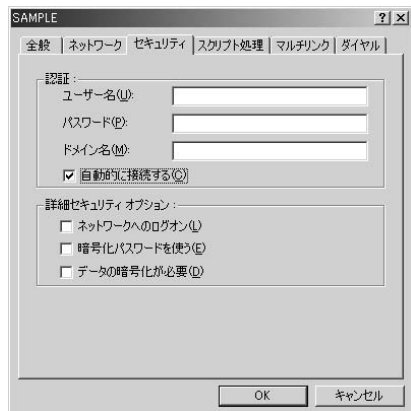 SAMPLE
全般 ネットワーク セキュリティ スクリプト処理 マルチリンク ダイヤル
認証:
ユーザー名(U):
パスワード(P):
ドメイン名(M):
自動的に接続する(C)
詳細セキュリティ オプション:
ネットワークへのログオン(L)
暗号化パスワードを使う(E)
データの暗号化が必要(D)
OK キャンセル